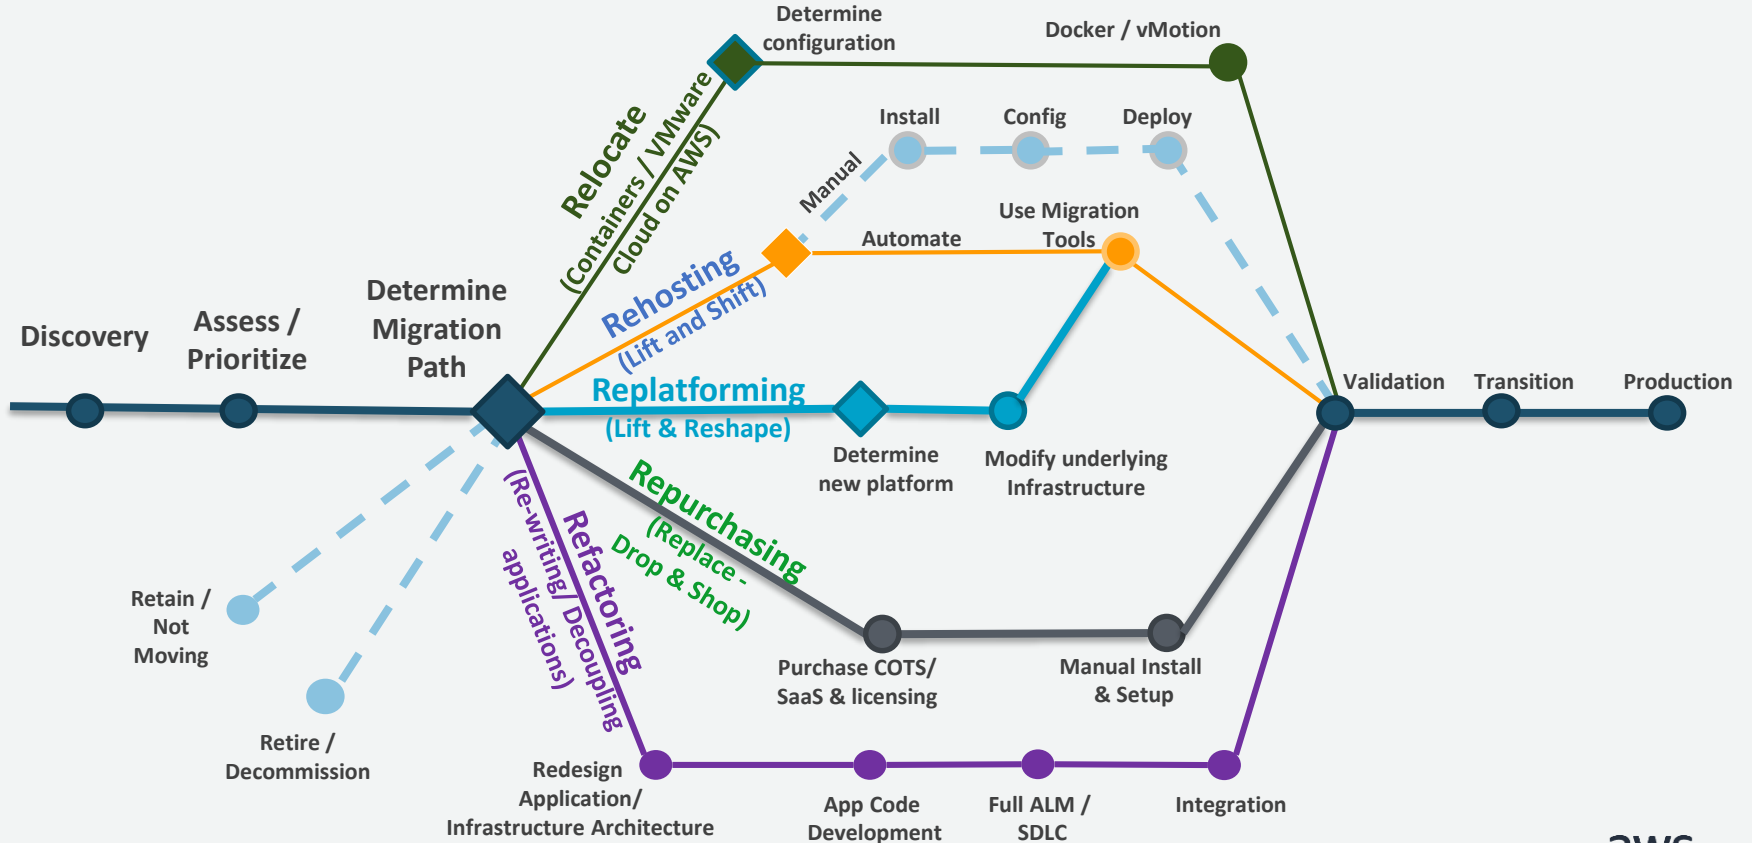 Determine
configuration
Docker / vMotion
Relocate
(Containers / VMware
Cloud on AWS)
Install
Config
Deploy
Manual
Use Migration
Tools
Automate
Rehosting
(Lift and Shift)
Discovery
Assess /
Prioritize
Determine
Migration
Path
Replatforming
(Lift & Reshape)
Determine
new platform
Modify underlying
Infrastructure
Validation
Transition
Production
Repurchasing
(Replace -
Drop & Shop)
Refactoring
(Re-writing/ Decoupling
applications)
Retain /
Not
Moving
Retire /
Decommission
Purchase COTS/
SaaS & licensing
Manual Install
& Setup
Redesign
Application/
Infrastructure Architecture
App Code
Development
Full ALM /
SDLC
Integration
aws